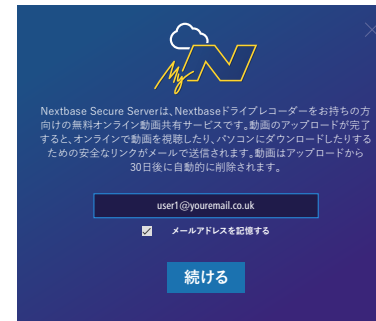 MyN
Nextbase Secure Serverは、Nextbaseドライブレコーダーをお持ちの方
向けの無料オンライン動画共有サービスです。動画のアップロードが完了
すると、オンラインで動画を視聴したり、パソコンにダウンロードしたりする
ための安全なリンクがメールで送信されます。動画はアップロードから
30日後に自動的に削除されます。
user1@youremail.co.uk
メールアドレスを記憶する
続ける